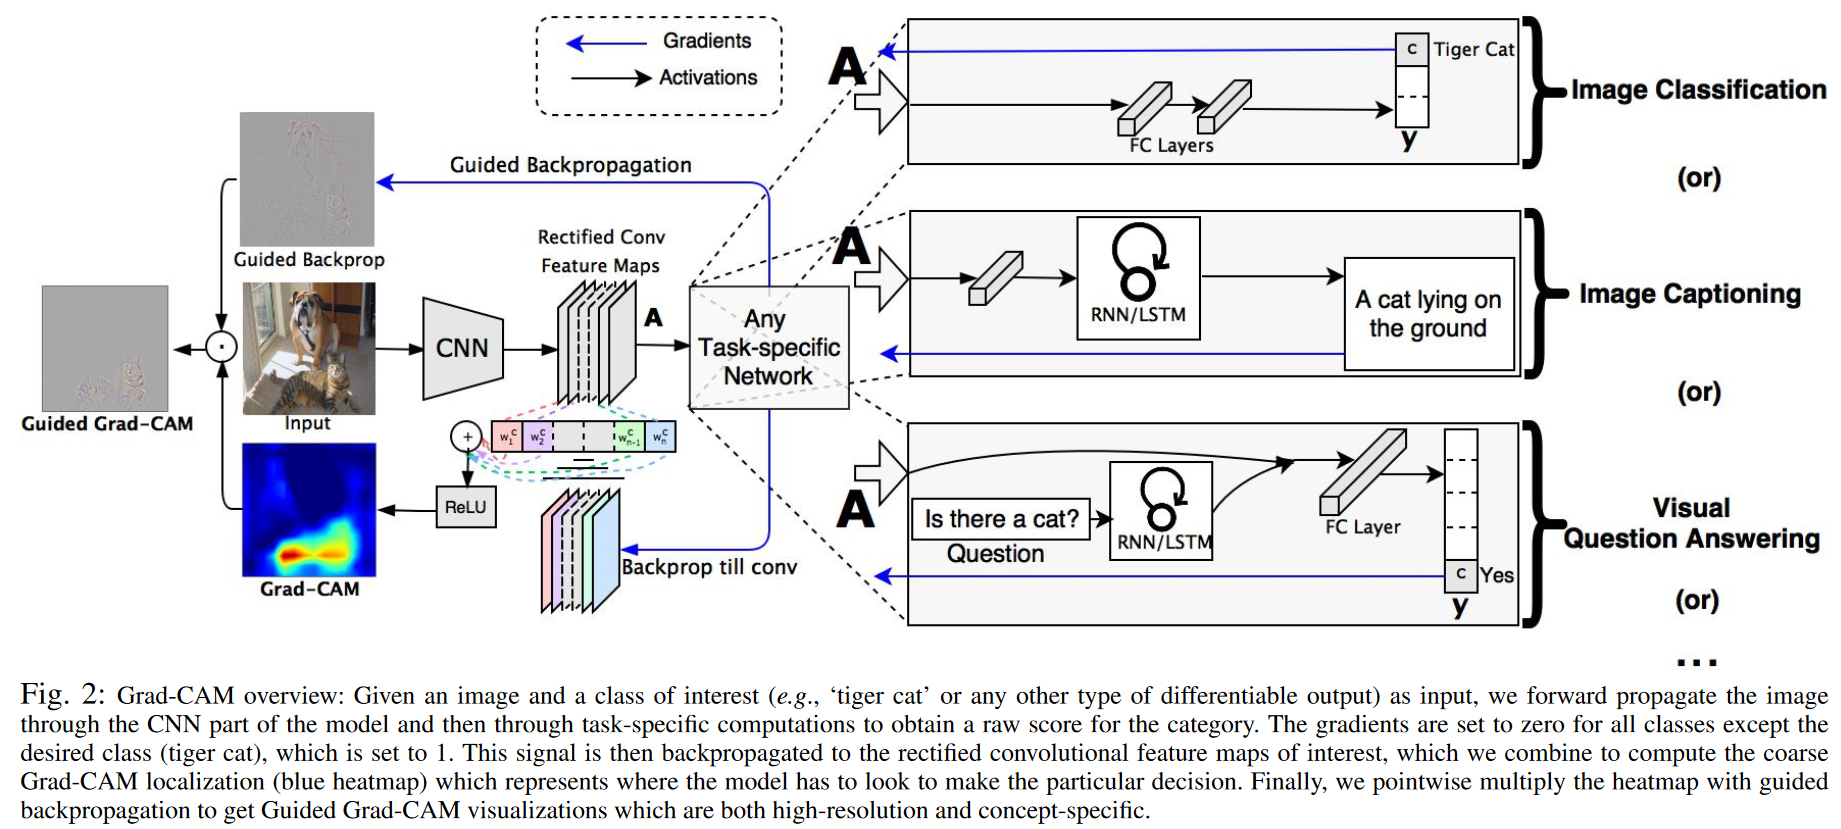 Gradients
Activations
A
Tiger Cat
c
FC Layers
y
Image Classification
(or)
Guided Backpropagation
Guided Backprop
Rectified Conv
Feature Maps
A
RNN/LSTM
A cat lying on
the ground
Image Captioning
(or)
Input
CNN
A
Any
Task-specific
Network
Guided Grad-CAM
+
w1^c
w2^c
wn-1^c
wn^c
=
ReLU
Grad-CAM
Backprop till conv
A
Is there a cat?
Question
RNN/LSTM
FC Layer
c
Yes
y
Visual
Question Answering
(or)
...
Fig. 2: Grad-CAM overview: Given an image and a class of interest (e.g., ‘tiger cat’ or any other type of differentiable output) as input, we forward propagate the image
through the CNN part of the model and then through task-specific computations to obtain a raw score for the category. The gradients are set to zero for all classes except the
desired class (tiger cat), which is set to 1. This signal is then backpropagated to the rectified convolutional feature maps of interest, which we combine to compute the coarse
Grad-CAM localization (blue heatmap) which represents where the model has to look to make the particular decision. Finally, we pointwise multiply the heatmap with guided
backpropagation to get Guided Grad-CAM visualizations which are both high-resolution and concept-specific.